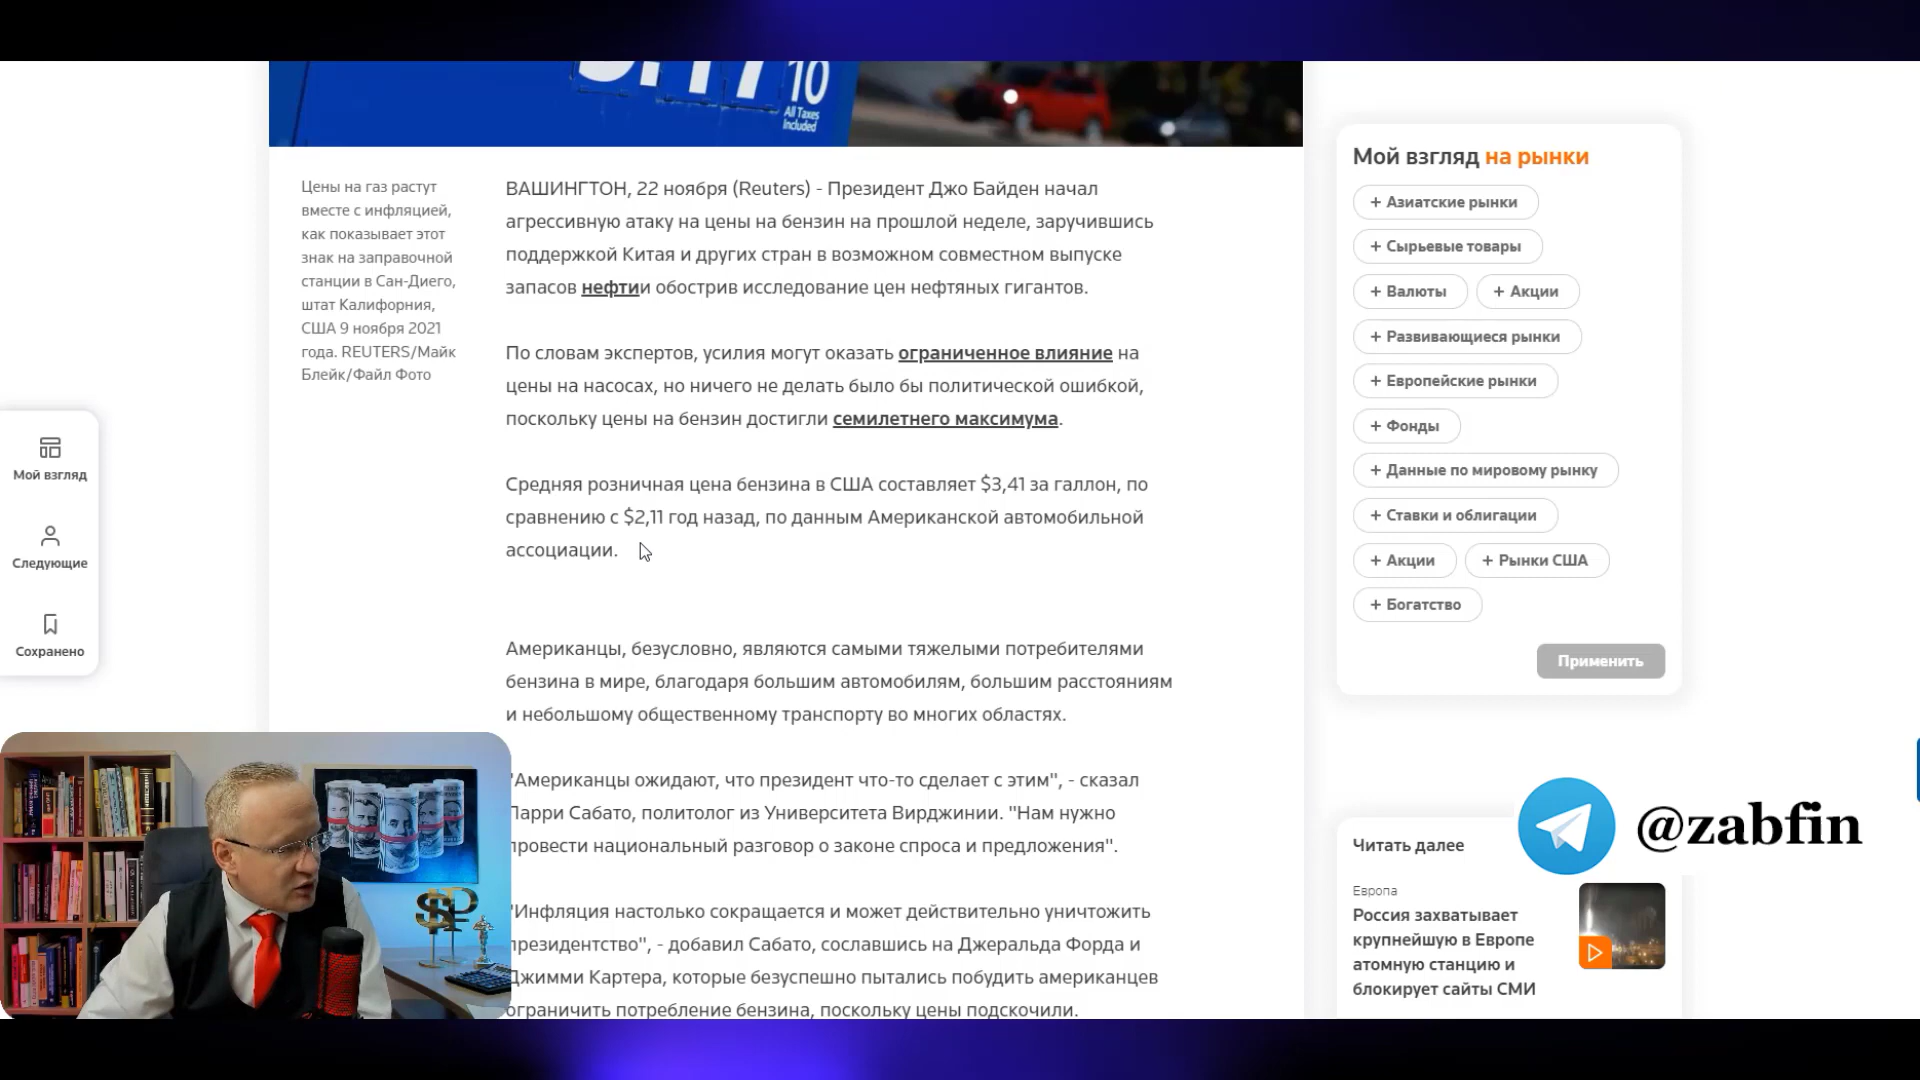 10
All Taxes
Included
Цены на газ растут
вместе с инфляцией,
как показывает этот
знак на заправочной
станции в Сан-Диего,
штат Калифорния,
США 9 ноября 2021
года. REUTERS/Майк
Блейк/Файл Фото
ВАШИНГТОН, 22 ноября (Reuters) - Президент Джо Байден начал
агрессивную атаку на цены на бензин на прошлой неделе, заручившись
поддержкой Китая и других стран в возможном совместном выпуске
запасов нефтии обострив исследование цен нефтяных гигантов.
По словам экспертов, усилия могут оказать ограниченное влияние на
цены на насосах, но ничего не делать было бы политической ошибкой,
поскольку цены на бензин достигли семилетнего максимума.
Средняя розничная цена бензина в США составляет $3,41 за галлон, по
сравнению с $2,11 год назад, по данным Американской автомобильной
ассоциации.
Американцы, безусловно, являются самыми тяжелыми потребителями
бензина в мире, благодаря большим автомобилям, большим расстояниям
и небольшому общественному транспорту во многих областях.
"Американцы ожидают, что президент что-то сделает с этим", - сказал
Ларри Сабато, политолог из Университета Вирджинии. "Нам нужно
провести национальный разговор о законе спроса и предложения".
"Инфляция настолько сокращается и может действительно уничтожить
президентство", - добавил Сабато, сославшись на Джеральда Форда и
Джимми Картера, которые безуспешно пытались побудить американцев
ограничить потребление бензина, поскольку цены подскочили.
Мой взгляд
Следующие
Сохранено
Мой взгляд на рынки
+ Азиатские рынки
+ Сырьевые товары
+ Валюты + Акции
+ Развивающиеся рынки
+ Европейские рынки
+ Фонды
+ Данные по мировому рынку
+ Ставки и облигации
+ Акции + Рынки США
+ Богатство
Применить
@zabfin
Читать далее
Европа
Россия захватывает
крупнейшую в Европе
атомную станцию и
блокирует сайты СМИ